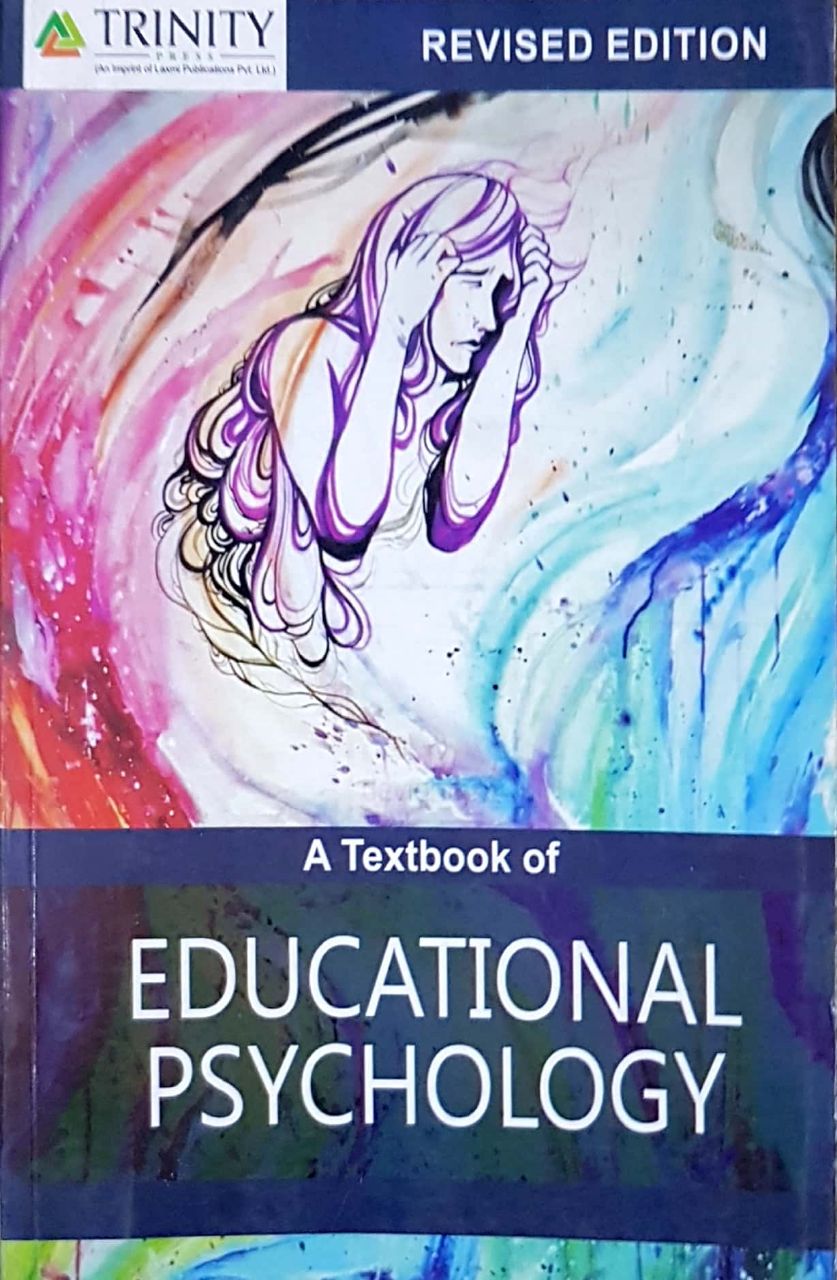 TRINITY
PRESS
(An Imprint of Laxmi Publications Pvt. Ltd.)
REVISED EDITION
A Textbook of
EDUCATIONAL
PSYCHOLOGY